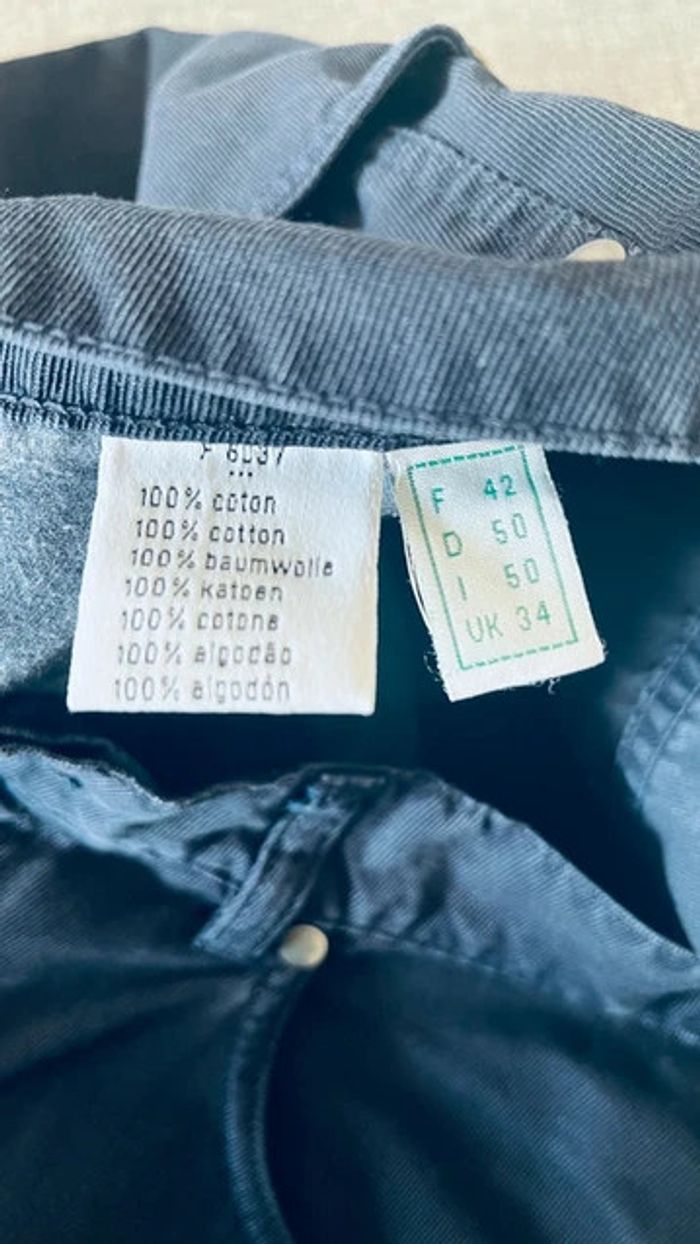 100% coton
100% cotton
100% baumwolle
100% katoen
100% cotone
100% algodão
100% algodón
F 42
D 50
I 50
UK 34